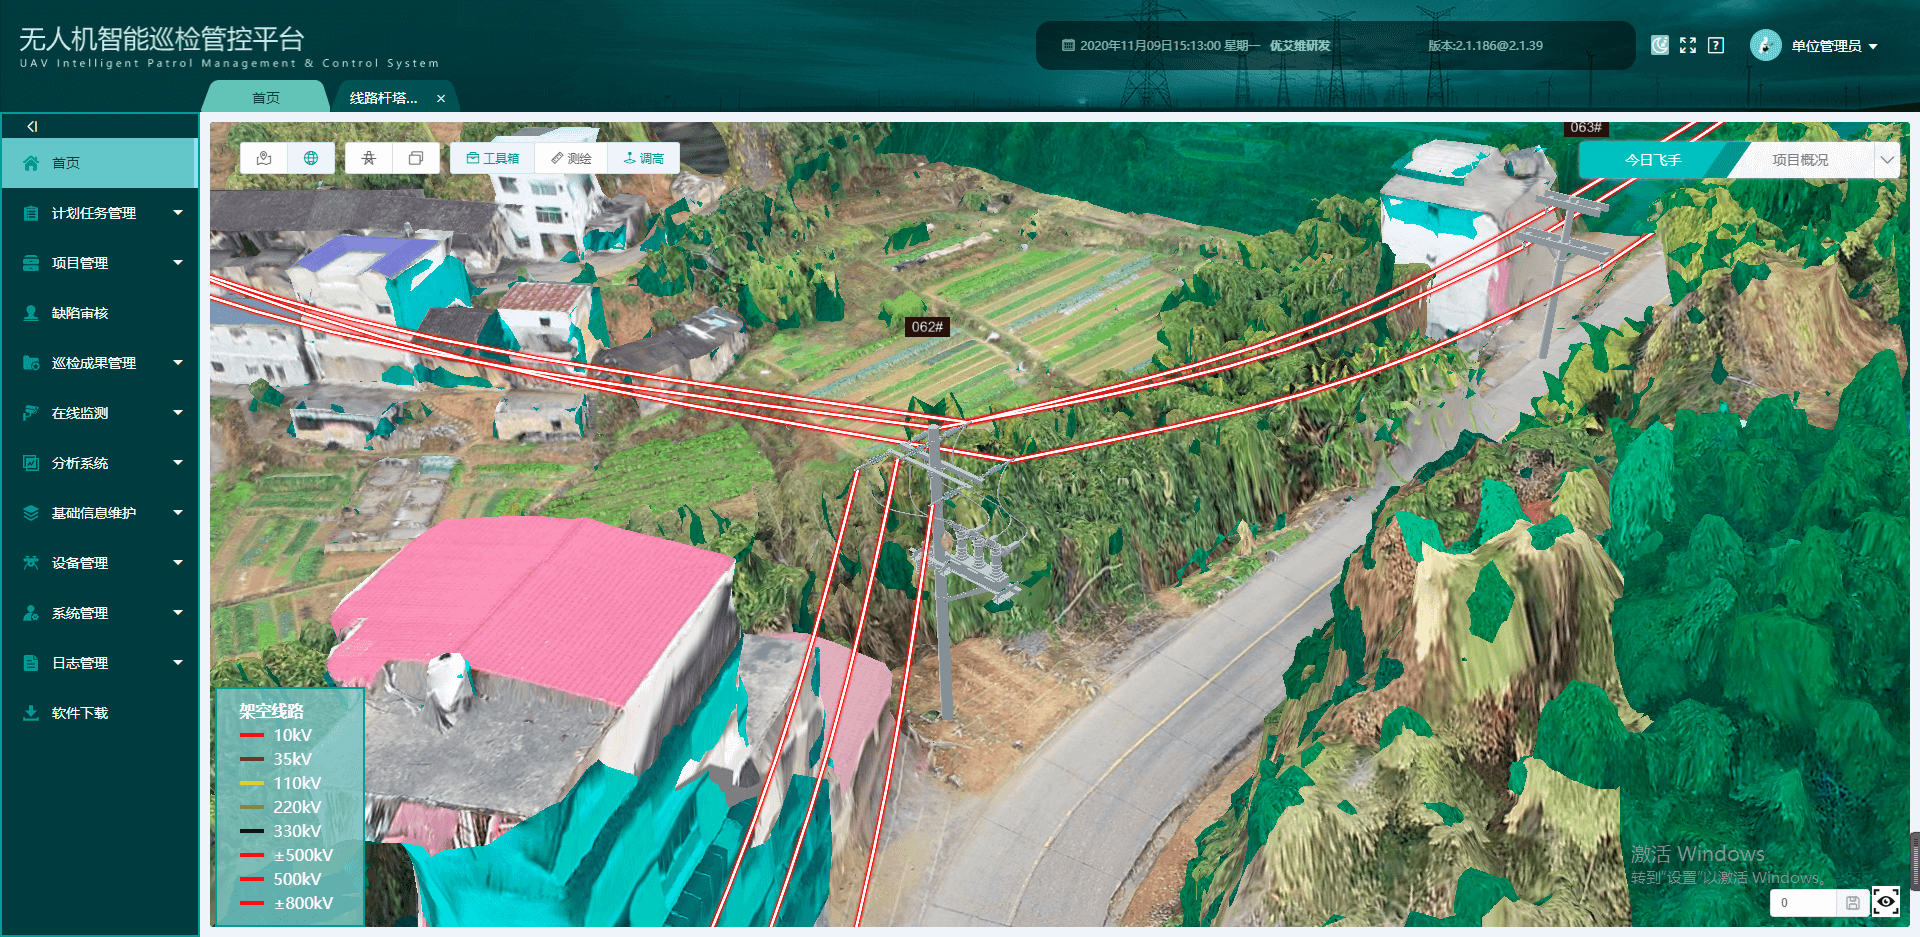 无人机智能巡检管控平台
UAV Intelligent Patrol Management & Control System
2020年11月09日15:13:00 星期一 优艾维研发
版本:2.1.186@2.1.39
单位管理员
首页
线路杆塔...
首页
计划任务管理
项目管理
缺陷审核
巡检成果管理
在线监测
分析系统
基础信息维护
设备管理
系统管理
日志管理
软件下载
工具箱
测绘
调高
063#
今日飞手
项目概况
062#
架空线路
10kV
35kV
110kV
220kV
330kV
±500kV
500kV
±800kV
激活 Windows
转到"设置"以激活 Windows。
0